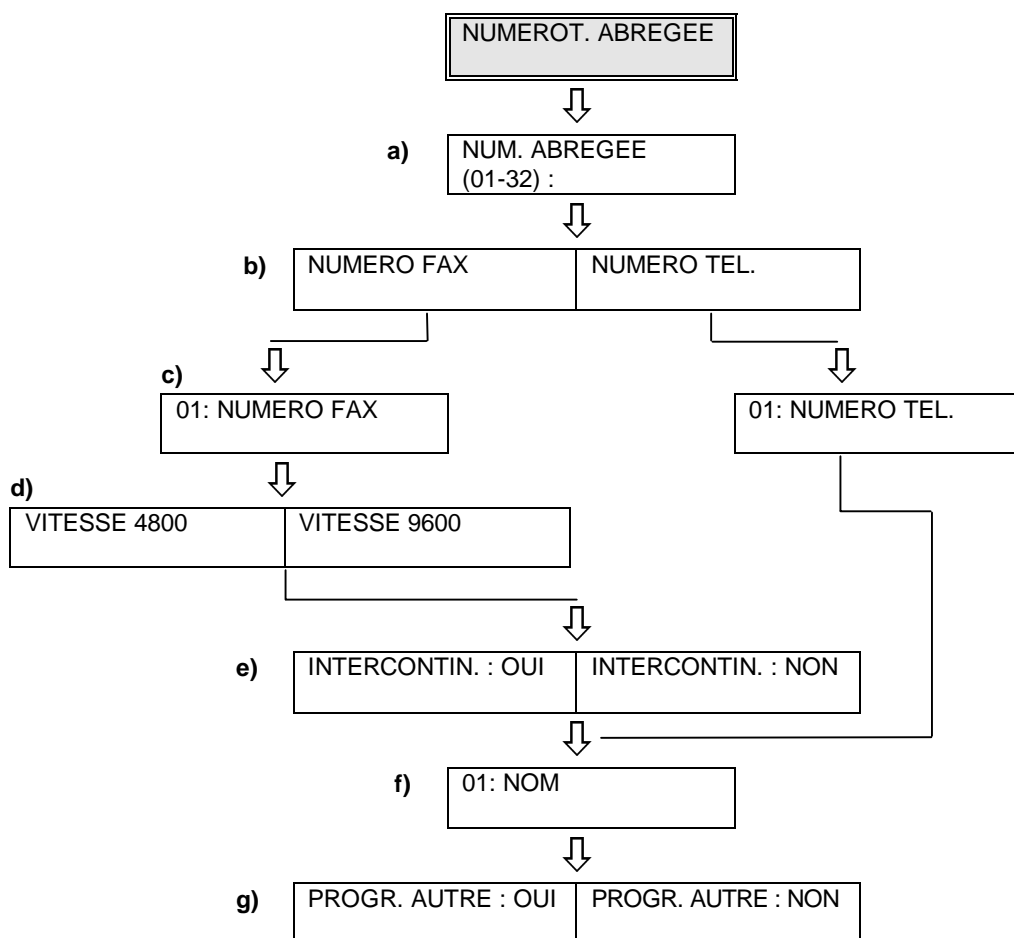 NUMEROT. ABREGEE
a)
NUM. ABREGEE
(01-32) :
b)
NUMERO FAX
NUMERO TEL.
c)
01: NUMERO FAX
01: NUMERO TEL.
d)
VITESSE 4800
VITESSE 9600
e)
INTERCONTIN. : OUI
INTERCONTIN. : NON
f)
01: NOM
g)
PROGR. AUTRE : OUI
PROGR. AUTRE : NON